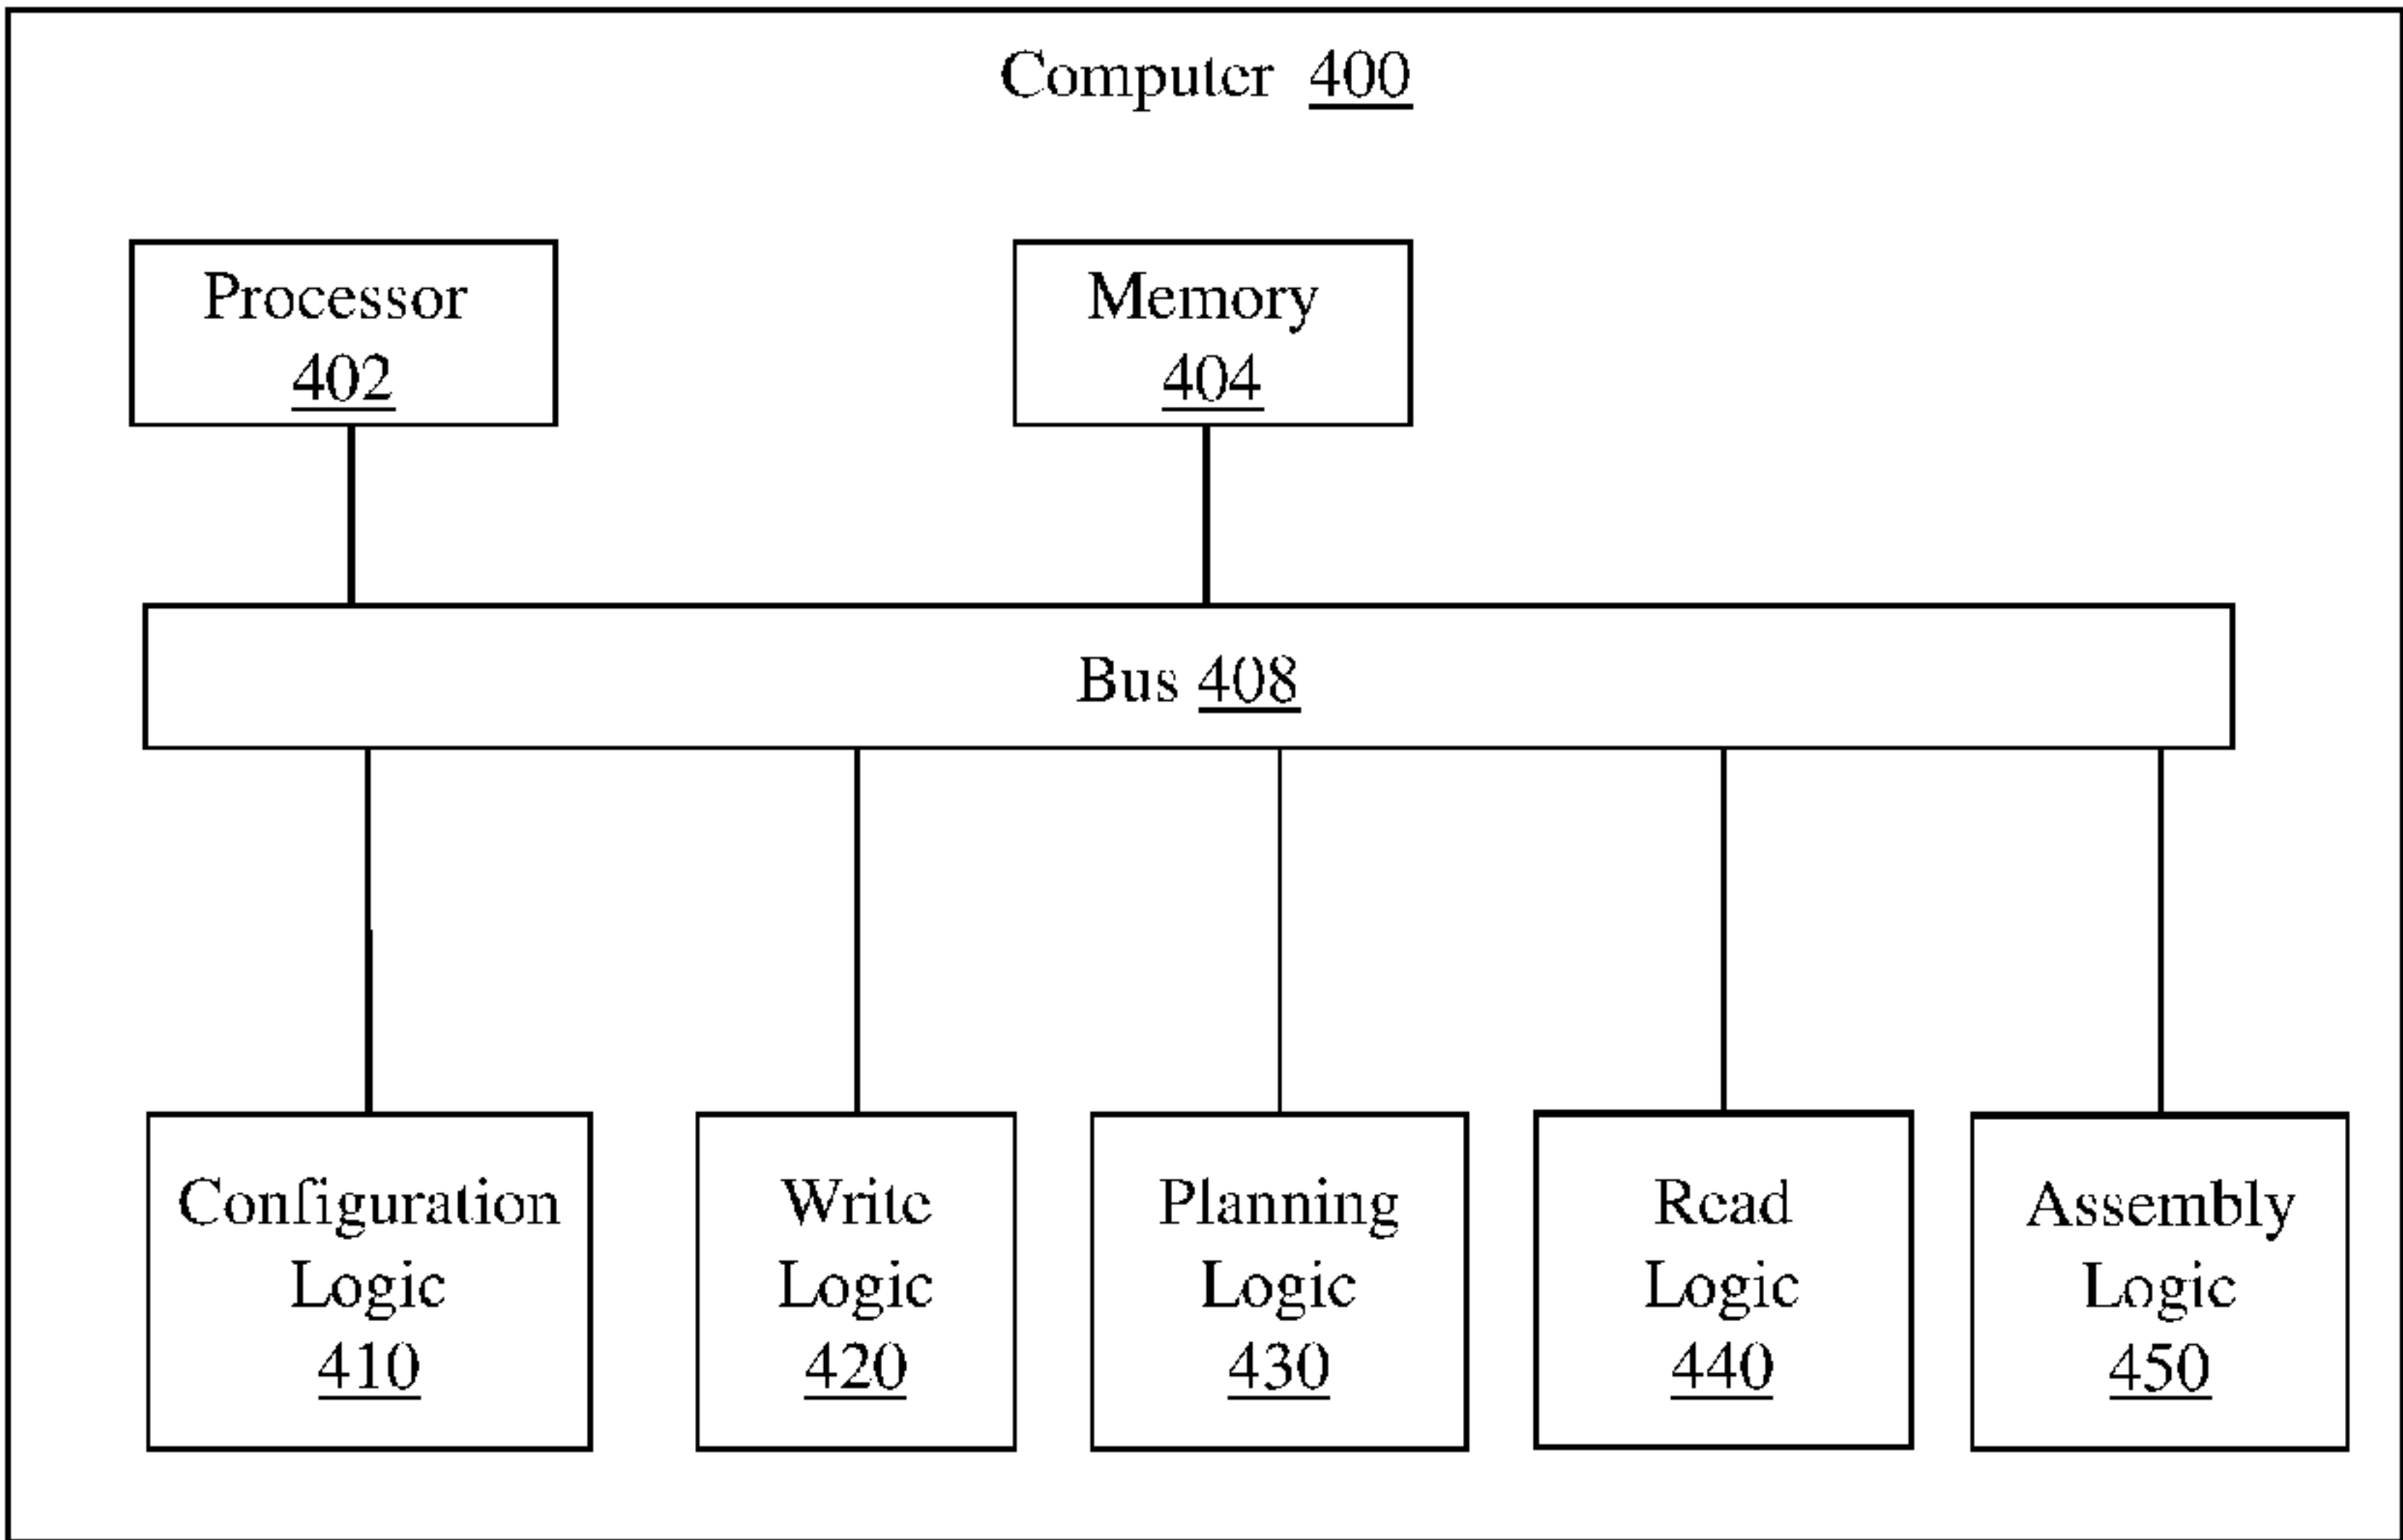 Computer 400
Processor
402
Memory
404
Bus 408
Configuration
Logic
410
Write
Logic
420
Planning
Logic
430
Read
Logic
440
Assembly
Logic
450